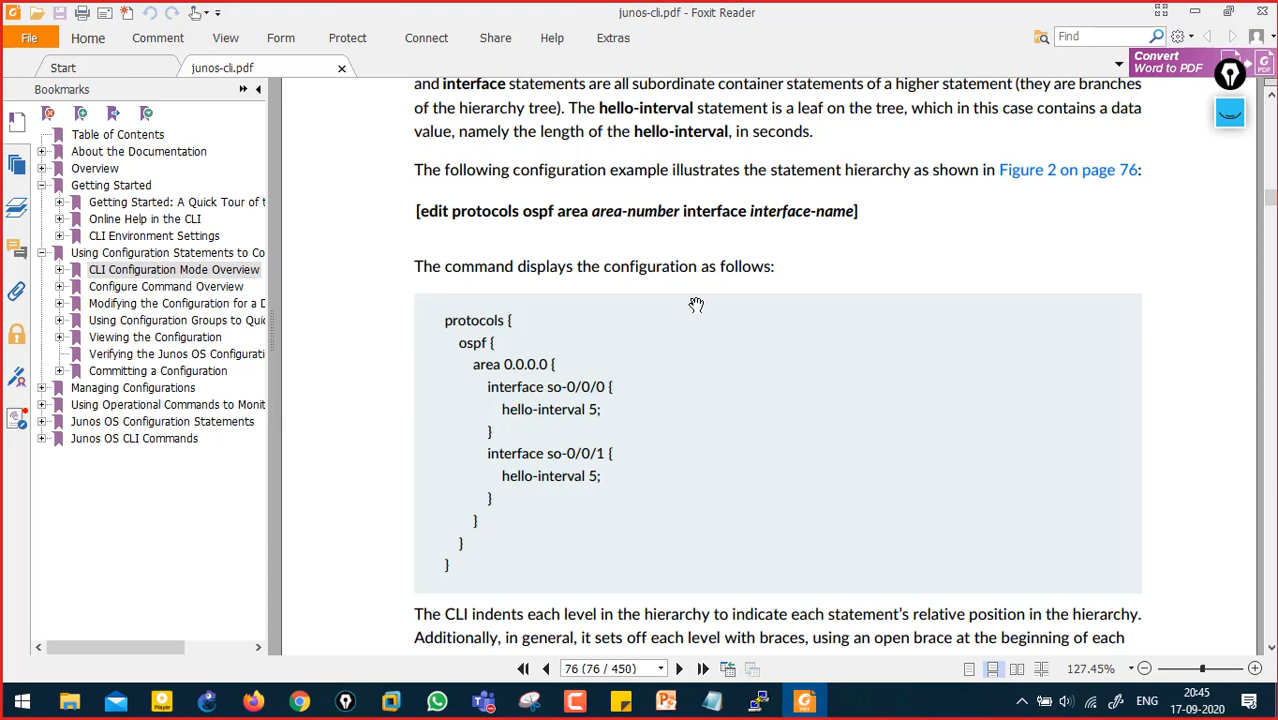 junos-cli.pdf - Foxit Reader
File
Home
Comment
View
Form
Protect
Connect
Share
Help
Extras
Find
Start
junos-cli.pdf
Convert
Word to PDF
Bookmarks
Table of Contents
About the Documentation
Overview
Getting Started
Getting Started: A Quick Tour of t
Online Help in the CLI
CLI Environment Settings
Using Configuration Statements to Co
CLI Configuration Mode Overview
Configure Command Overview
Modifying the Configuration for a D
Using Configuration Groups to Quic
Viewing the Configuration
Verifying the Junos OS Configurati
Committing a Configuration
Managing Configurations
Using Operational Commands to Monit
Junos OS Configuration Statements
Junos OS CLI Commands
and interface statements are all subordinate container statements of a higher statement (they are branches
of the hierarchy tree). The hello-interval statement is a leaf on the tree, which in this case contains a data
value, namely the length of the hello-interval, in seconds.
The following configuration example illustrates the statement hierarchy as shown in Figure 2 on page 76:
[edit protocols ospf area area-number interface interface-name]
The command displays the configuration as follows:
protocols {
ospf {
area 0.0.0.0 {
interface so-0/0/0 {
hello-interval 5;
}
interface so-0/0/1 {
hello-interval 5;
}
}
}
}
The CLI indents each level in the hierarchy to indicate each statement's relative position in the hierarchy.
Additionally, in general, it sets off each level with braces, using an open brace at the beginning of each
76 (76 / 450)
127.45%
Player
ENG
20:45
17-09-2020